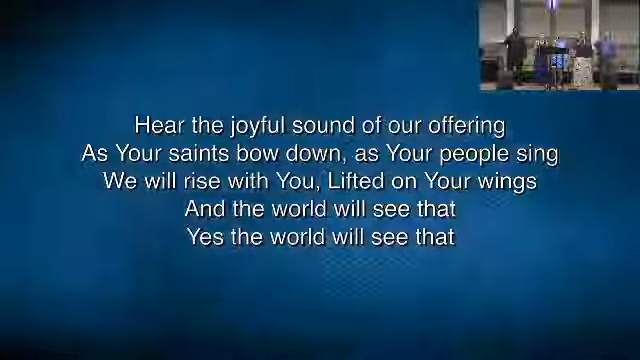 Hear the joyful sound of our offering
As Your saints bow down, as Your people sing
We will rise with You, Lifted on Your wings
And the world will see that
Yes the world will see that